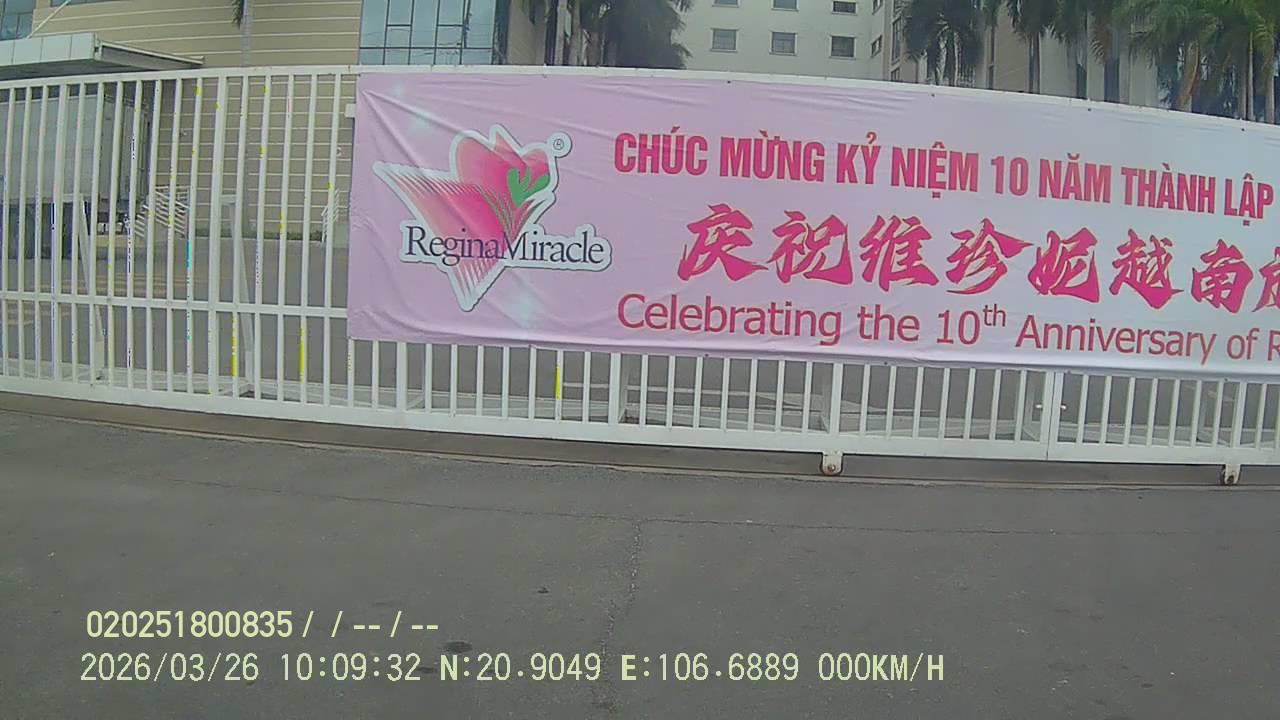 ReginaMiracle ®
CHÚC MỪNG KỶ NIỆM 10 NĂM THÀNH LẬP
庆祝维珍妮越南
Celebrating the 10th Anniversary of R
020251800835 / / -- / --
2026/03/26 10:09:32 N:20.9049 E:106.6889 000KM/H